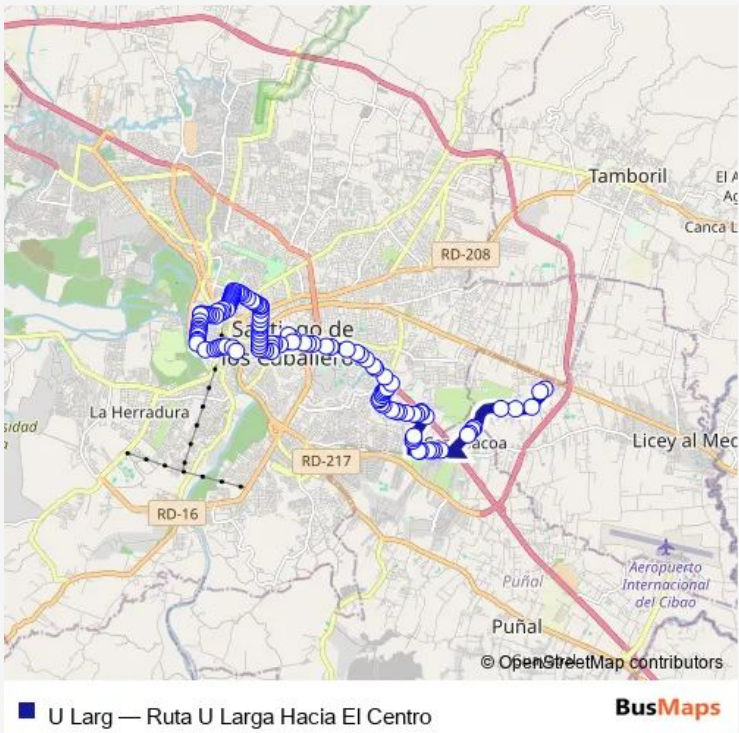 Tamboril
El A
Ag
Canca L
RD-208
Santiago de
los Caballeros
La Herradura
sidad
a
acoa
Licey al Med
RD-217
RD-16
Aeropuerto
Internacional
del Cibao
Puñal
Puñal
© OpenStreetMap contributors
U Larg — Ruta U Larga Hacia El Centro
BusMaps